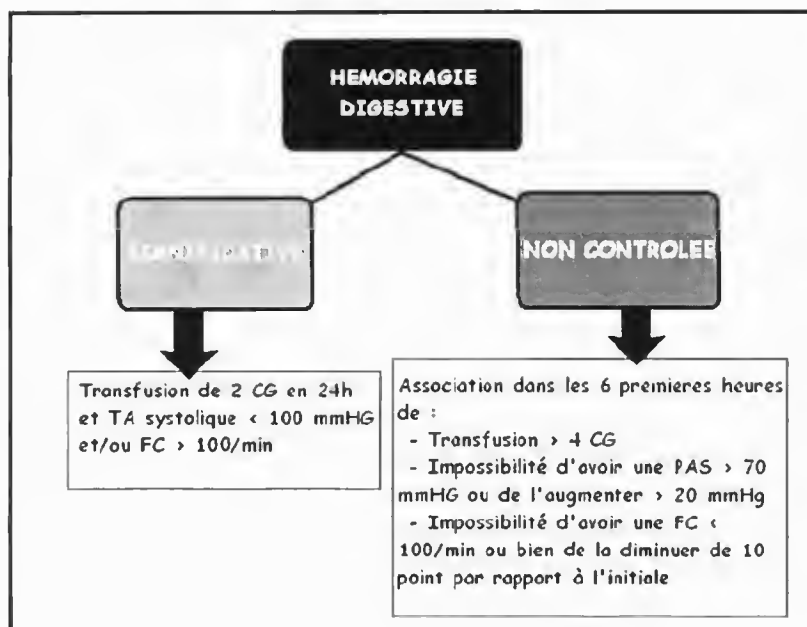 HEMORRAGIE
DIGESTIVE
NON CONTROLEE
Transfusion de 2 CG en 24h
et TA systolique < 100 mmHG
et/ou FC > 100/min
Association dans les 6 premieres heures
de :
- Transfusion > 4 CG
- Impossibilité d'avoir une PAS > 70
mmHG ou de l'augmenter > 20 mmHg
- Impossibilité d'avoir une FC <
100/min ou bien de la diminuer de 10
point par rapport à l'initiale